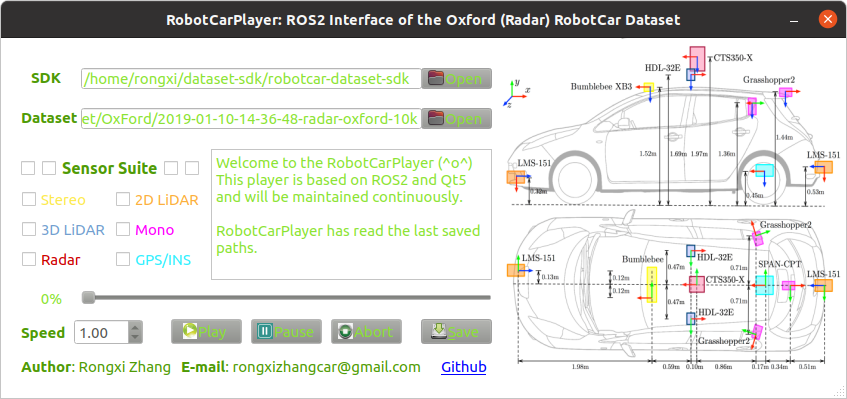 RobotCarPlayer: ROS2 Interface of the Oxford (Radar) RobotCar Dataset
SDK /home/rongxi/dataset-sdk/robotcar-dataset-sdk Open
Dataset et/OxFord/2019-01-10-14-36-48-radar-oxford-10k Open
Sensor Suite
Stereo 2D LiDAR
3D LiDAR Mono
Radar GPS/INS
Welcome to the RobotCarPlayer (^o^)
This player is based on ROS2 and Qt5
and will be maintained continuously.
RobotCarPlayer has read the last saved
paths.
0%
Speed 1.00 Play Pause Abort Save
Author: Rongxi Zhang E-mail: rongxizhangcar@gmail.com Github
CTS350-X
HDL-32E
Bumblebee XB3
Grasshopper2
y
x
z
1.44m
1.52m 1.69m 1.97m 1.36m
LMS-151
LMS-151
0.32m
0.45m
0.53m
Grasshopper2
Bumblebee
HDL-32E
LMS-151
0.47m
0.71m
SPAN-CPT
0.13m
0.12m
CTS350-X
LMS-151
0.12m
0.47m
0.71m
HDL-32E
Grasshopper2
1.98m 0.59m 0.10m 0.86m 0.17m 0.34m 0.51m